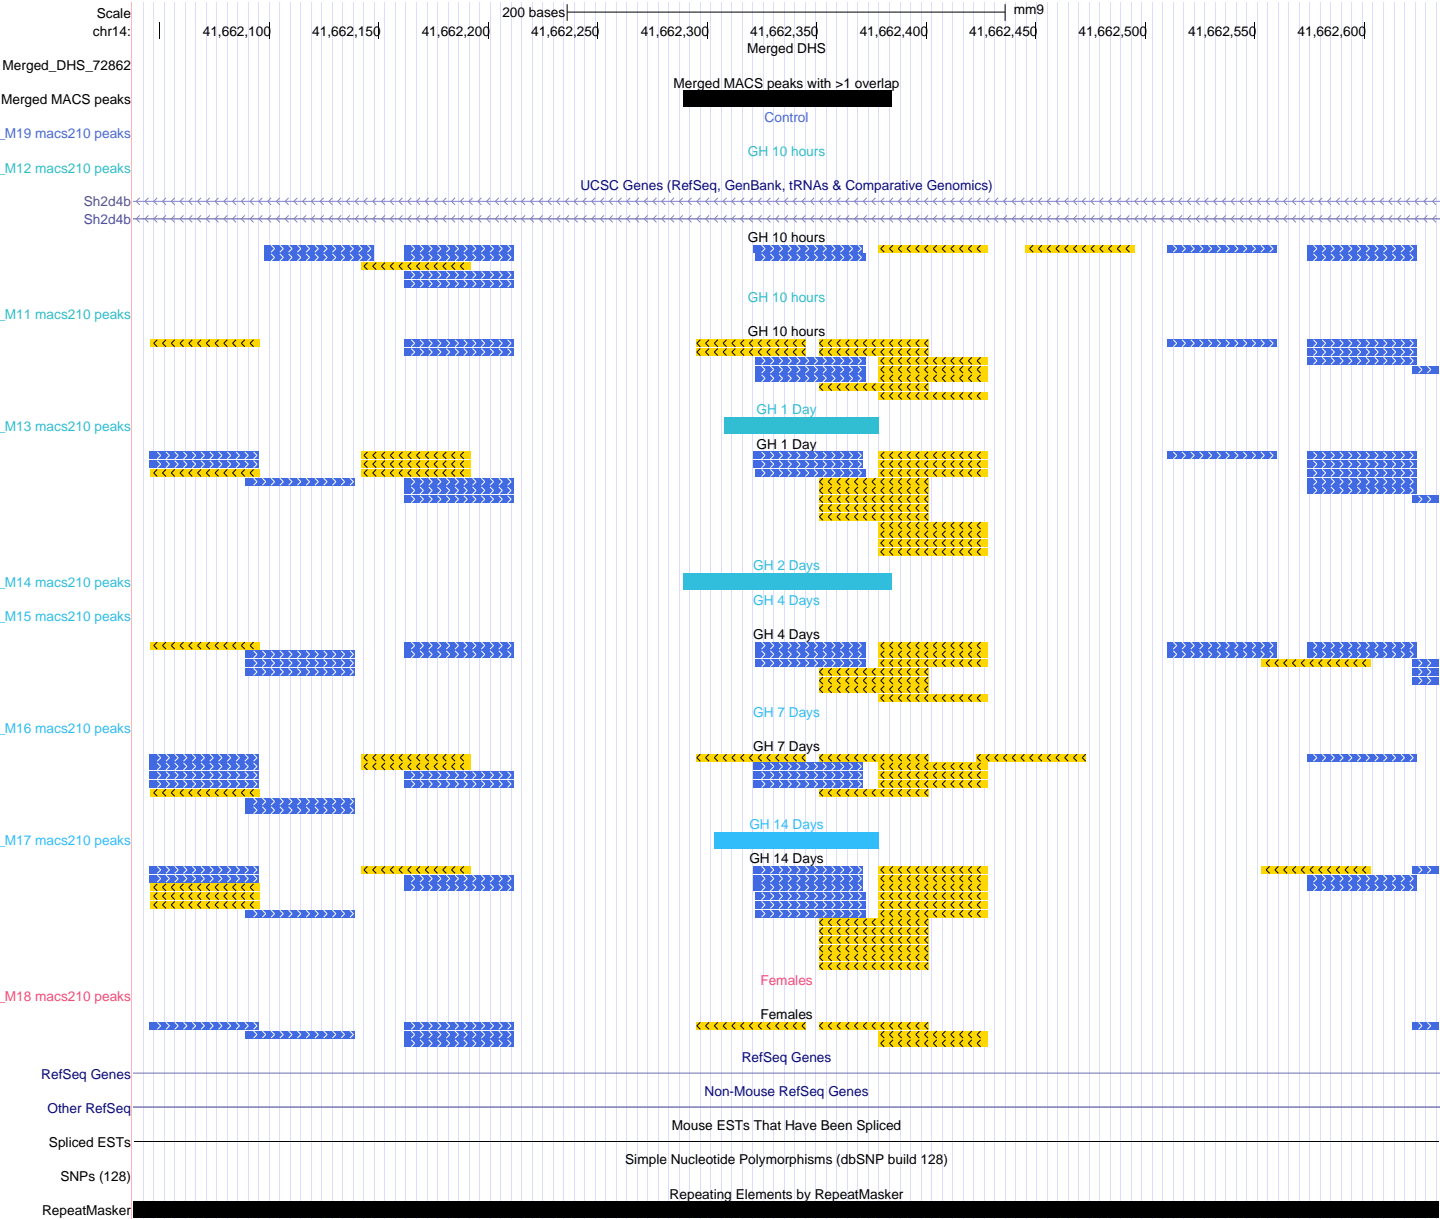 Scale 200 bases mm9
chr14: 41,662,100 41,662,150 41,662,200 41,662,250 41,662,300 41,662,350 41,662,400 41,662,450 41,662,500 41,662,550 41,662,600
Merged DHS
Merged_DHS_72862
Merged MACS peaks with >1 overlap
Merged MACS peaks
Control
_M19 macs210 peaks
GH 10 hours
_M12 macs210 peaks
UCSC Genes (RefSeq, GenBank, tRNAs & Comparative Genomics)
Sh2d4b
Sh2d4b
GH 10 hours
GH 10 hours
_M11 macs210 peaks
GH 10 hours
GH 1 Day
_M13 macs210 peaks
GH 1 Day
GH 2 Days
_M14 macs210 peaks
GH 4 Days
_M15 macs210 peaks
GH 4 Days
GH 7 Days
_M16 macs210 peaks
GH 7 Days
GH 14 Days
_M17 macs210 peaks
GH 14 Days
Females
_M18 macs210 peaks
Females
RefSeq Genes
RefSeq Genes
Non-Mouse RefSeq Genes
Other RefSeq
Mouse ESTs That Have Been Spliced
Spliced ESTs
Simple Nucleotide Polymorphisms (dbSNP build 128)
SNPs (128)
Repeating Elements by RepeatMasker
RepeatMasker